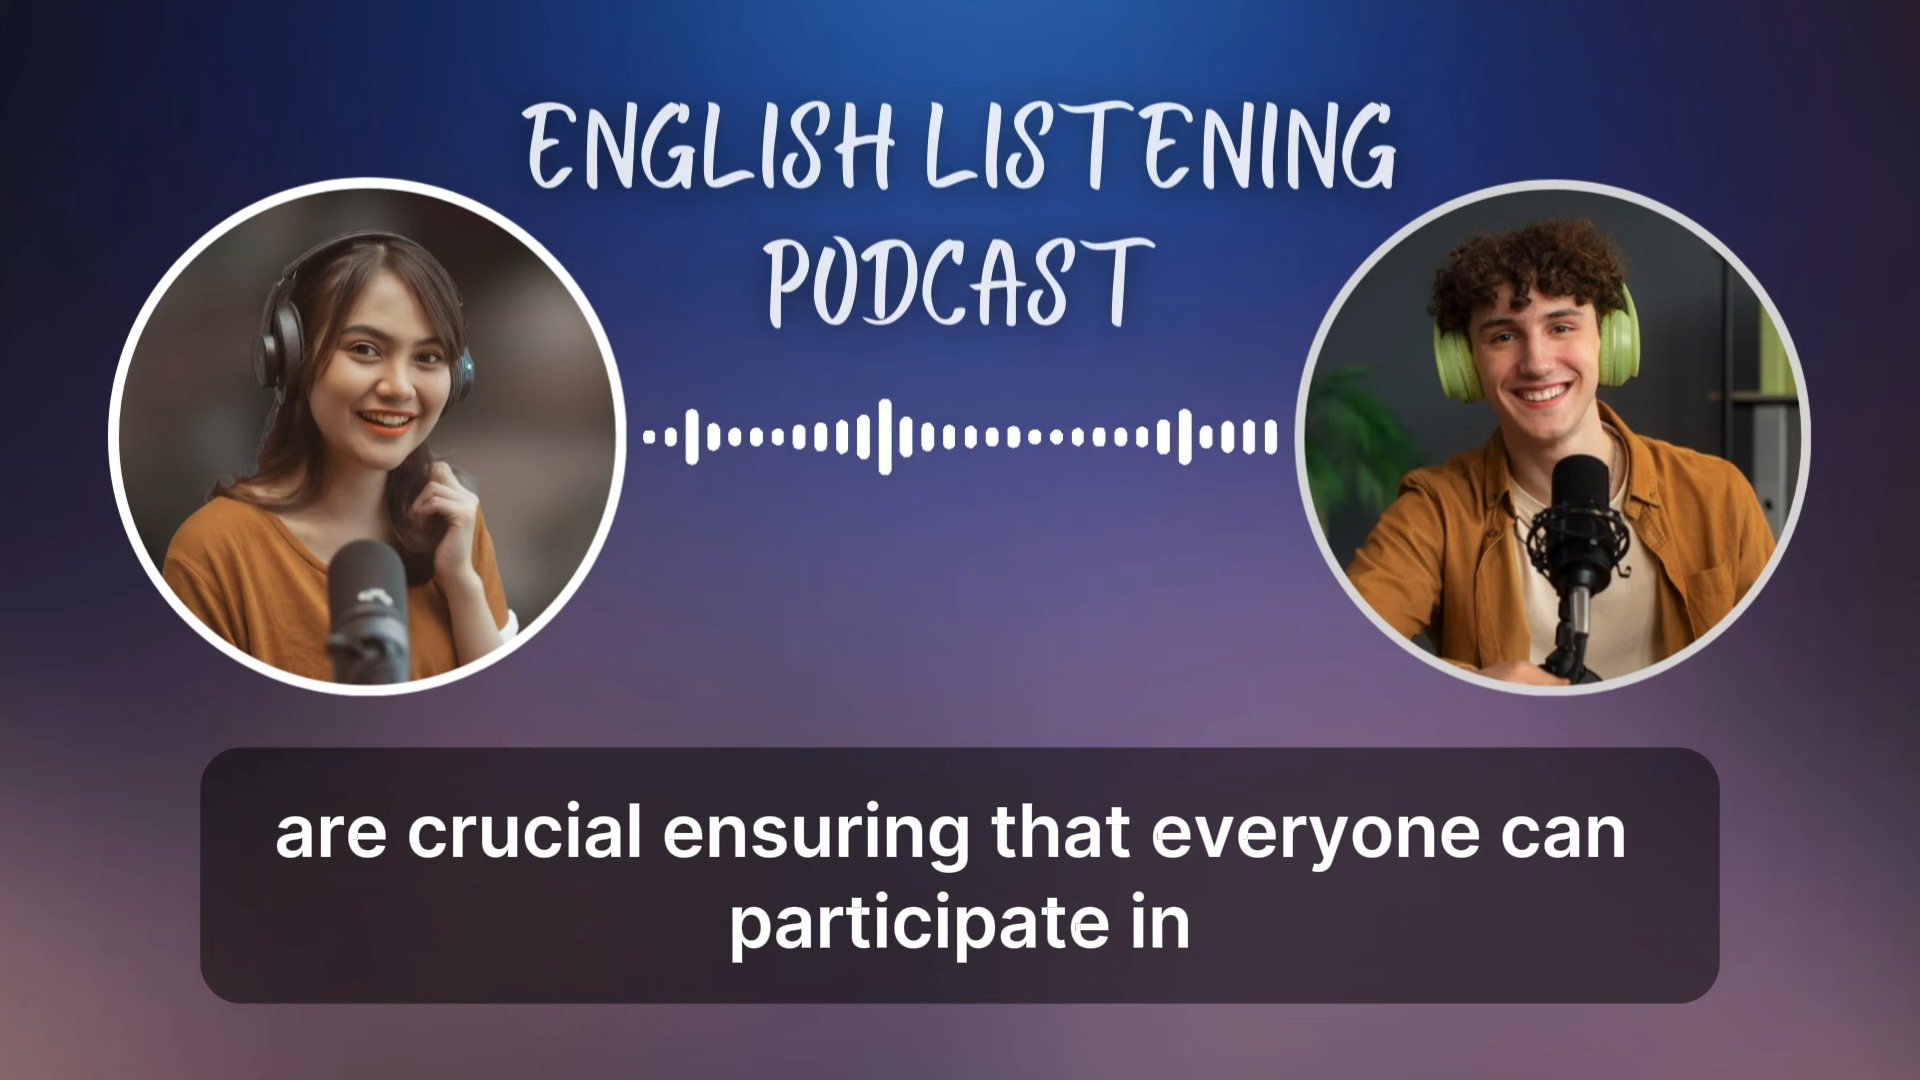 ENGLISH LISTENING
PODCAST
are crucial ensuring that everyone can
participate in